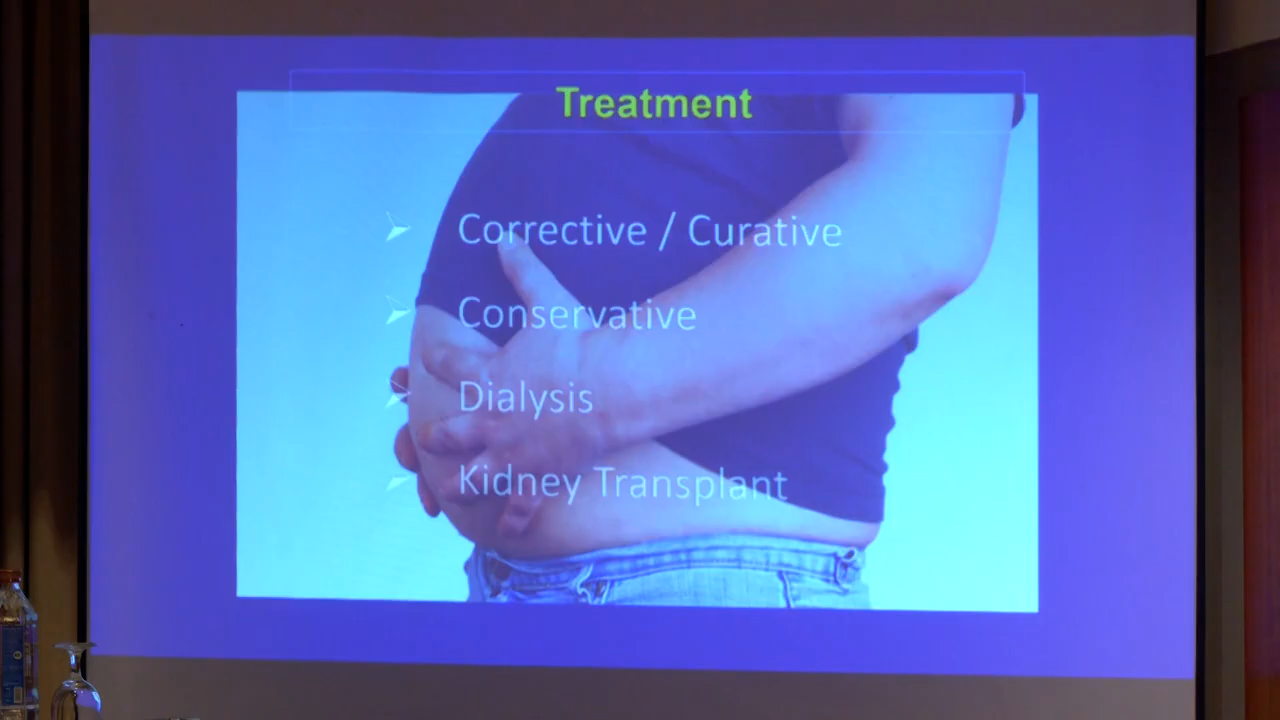 Treatment
Corrective / Curative
Conservative
Dialysis
Kidney Transplant